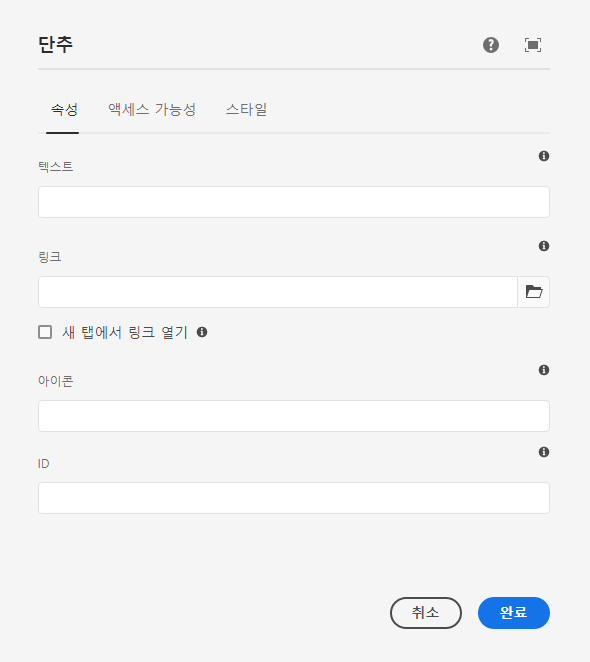 단추
속성 액세스 가능성 스타일
텍스트
링크
새 탭에서 링크 열기
아이콘
ID
취소 완료